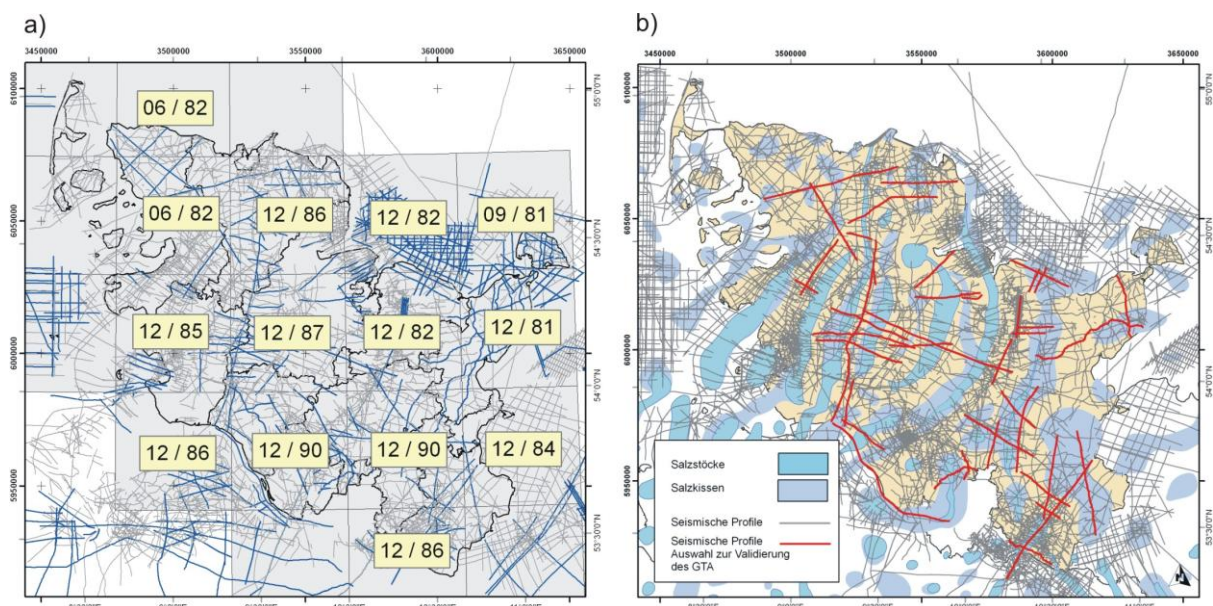 a)
3450000 3500000 3550000 3600000 3650000
6100000
6050000
6000000
5950000
55°0'0"N
54°30'0"N
54°0'0"N
53°30'0"N
06 / 82
06 / 82 12 / 86 12 / 82 09 / 81
12 / 85 12 / 87 12 / 82 12 / 81
12 / 86 12 / 90 12 / 90 12 / 84
12 / 86
b)
3450000 3500000 3550000 3600000 3650000
6100000
6050000
6000000
5950000
55°0'0"N
54°30'0"N
54°0'0"N
53°30'0"N
Salzstöcke
Salzkissen
Seismische Profile
Seismische Profile
Auswahl zur Validierung
des GTA
N